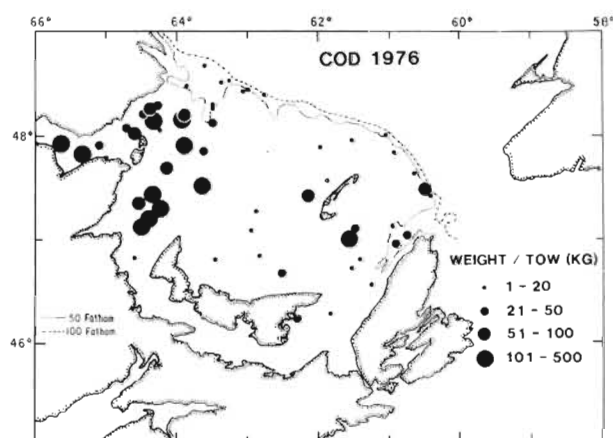 66° 64° 62° 60° 58°
COD 1976
48°
WEIGHT / TOW (KG)
1 - 20
21 - 50
51 - 100
101 - 500
50 Fathom
100 Fathom
46°